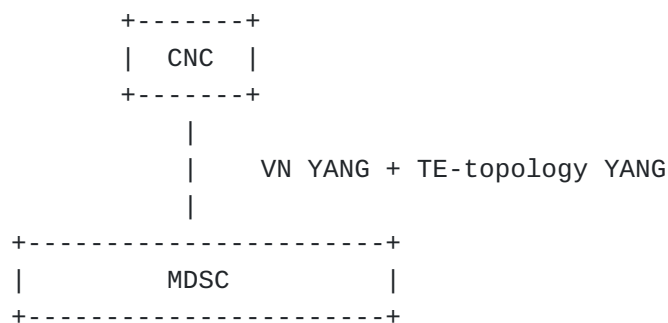 +-------+
|  CNC  |
+-------+
|
|    VN YANG + TE-topology YANG
|
+-----------------------+
|         MDSC          |
+-----------------------+